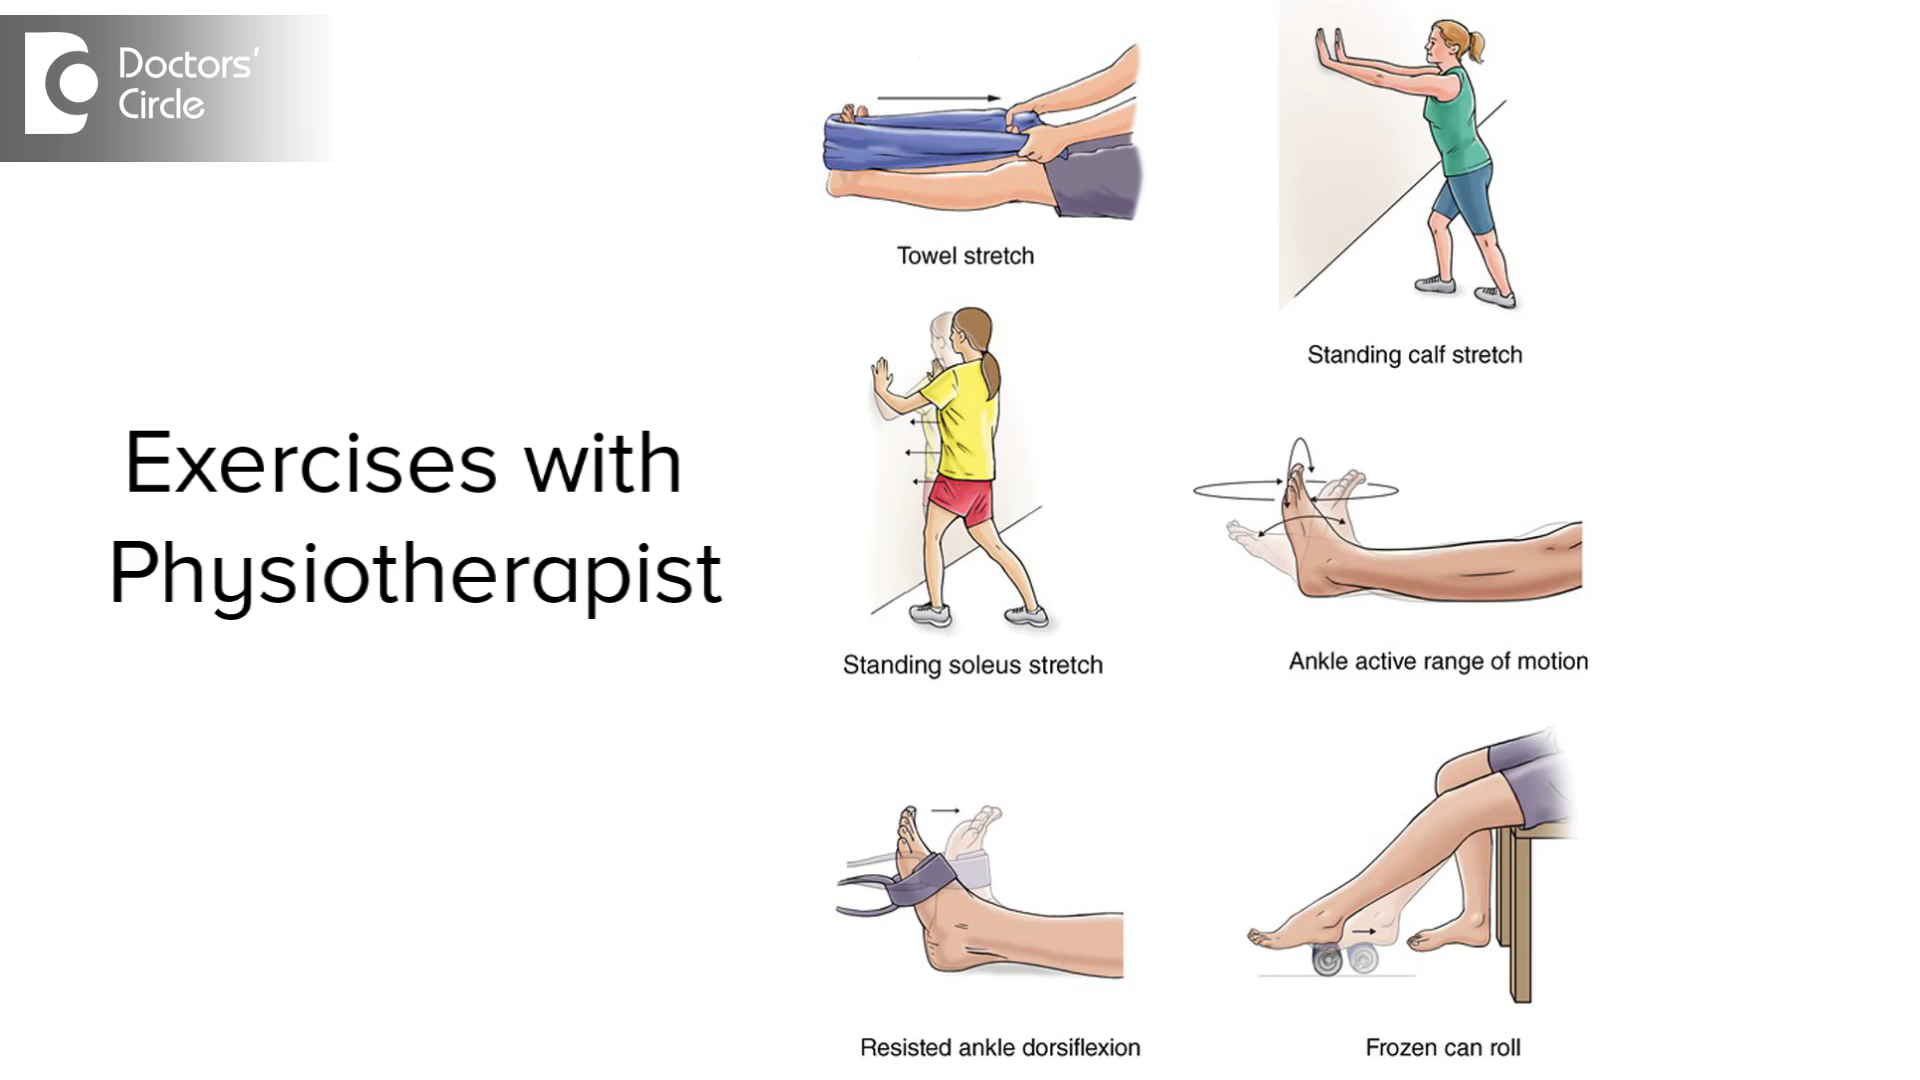 Doctors'
Circle
Exercises with
Physiotherapist
Towel stretch
Standing calf stretch
Standing soleus stretch
Ankle active range of motion
Resisted ankle dorsiflexion
Frozen can roll